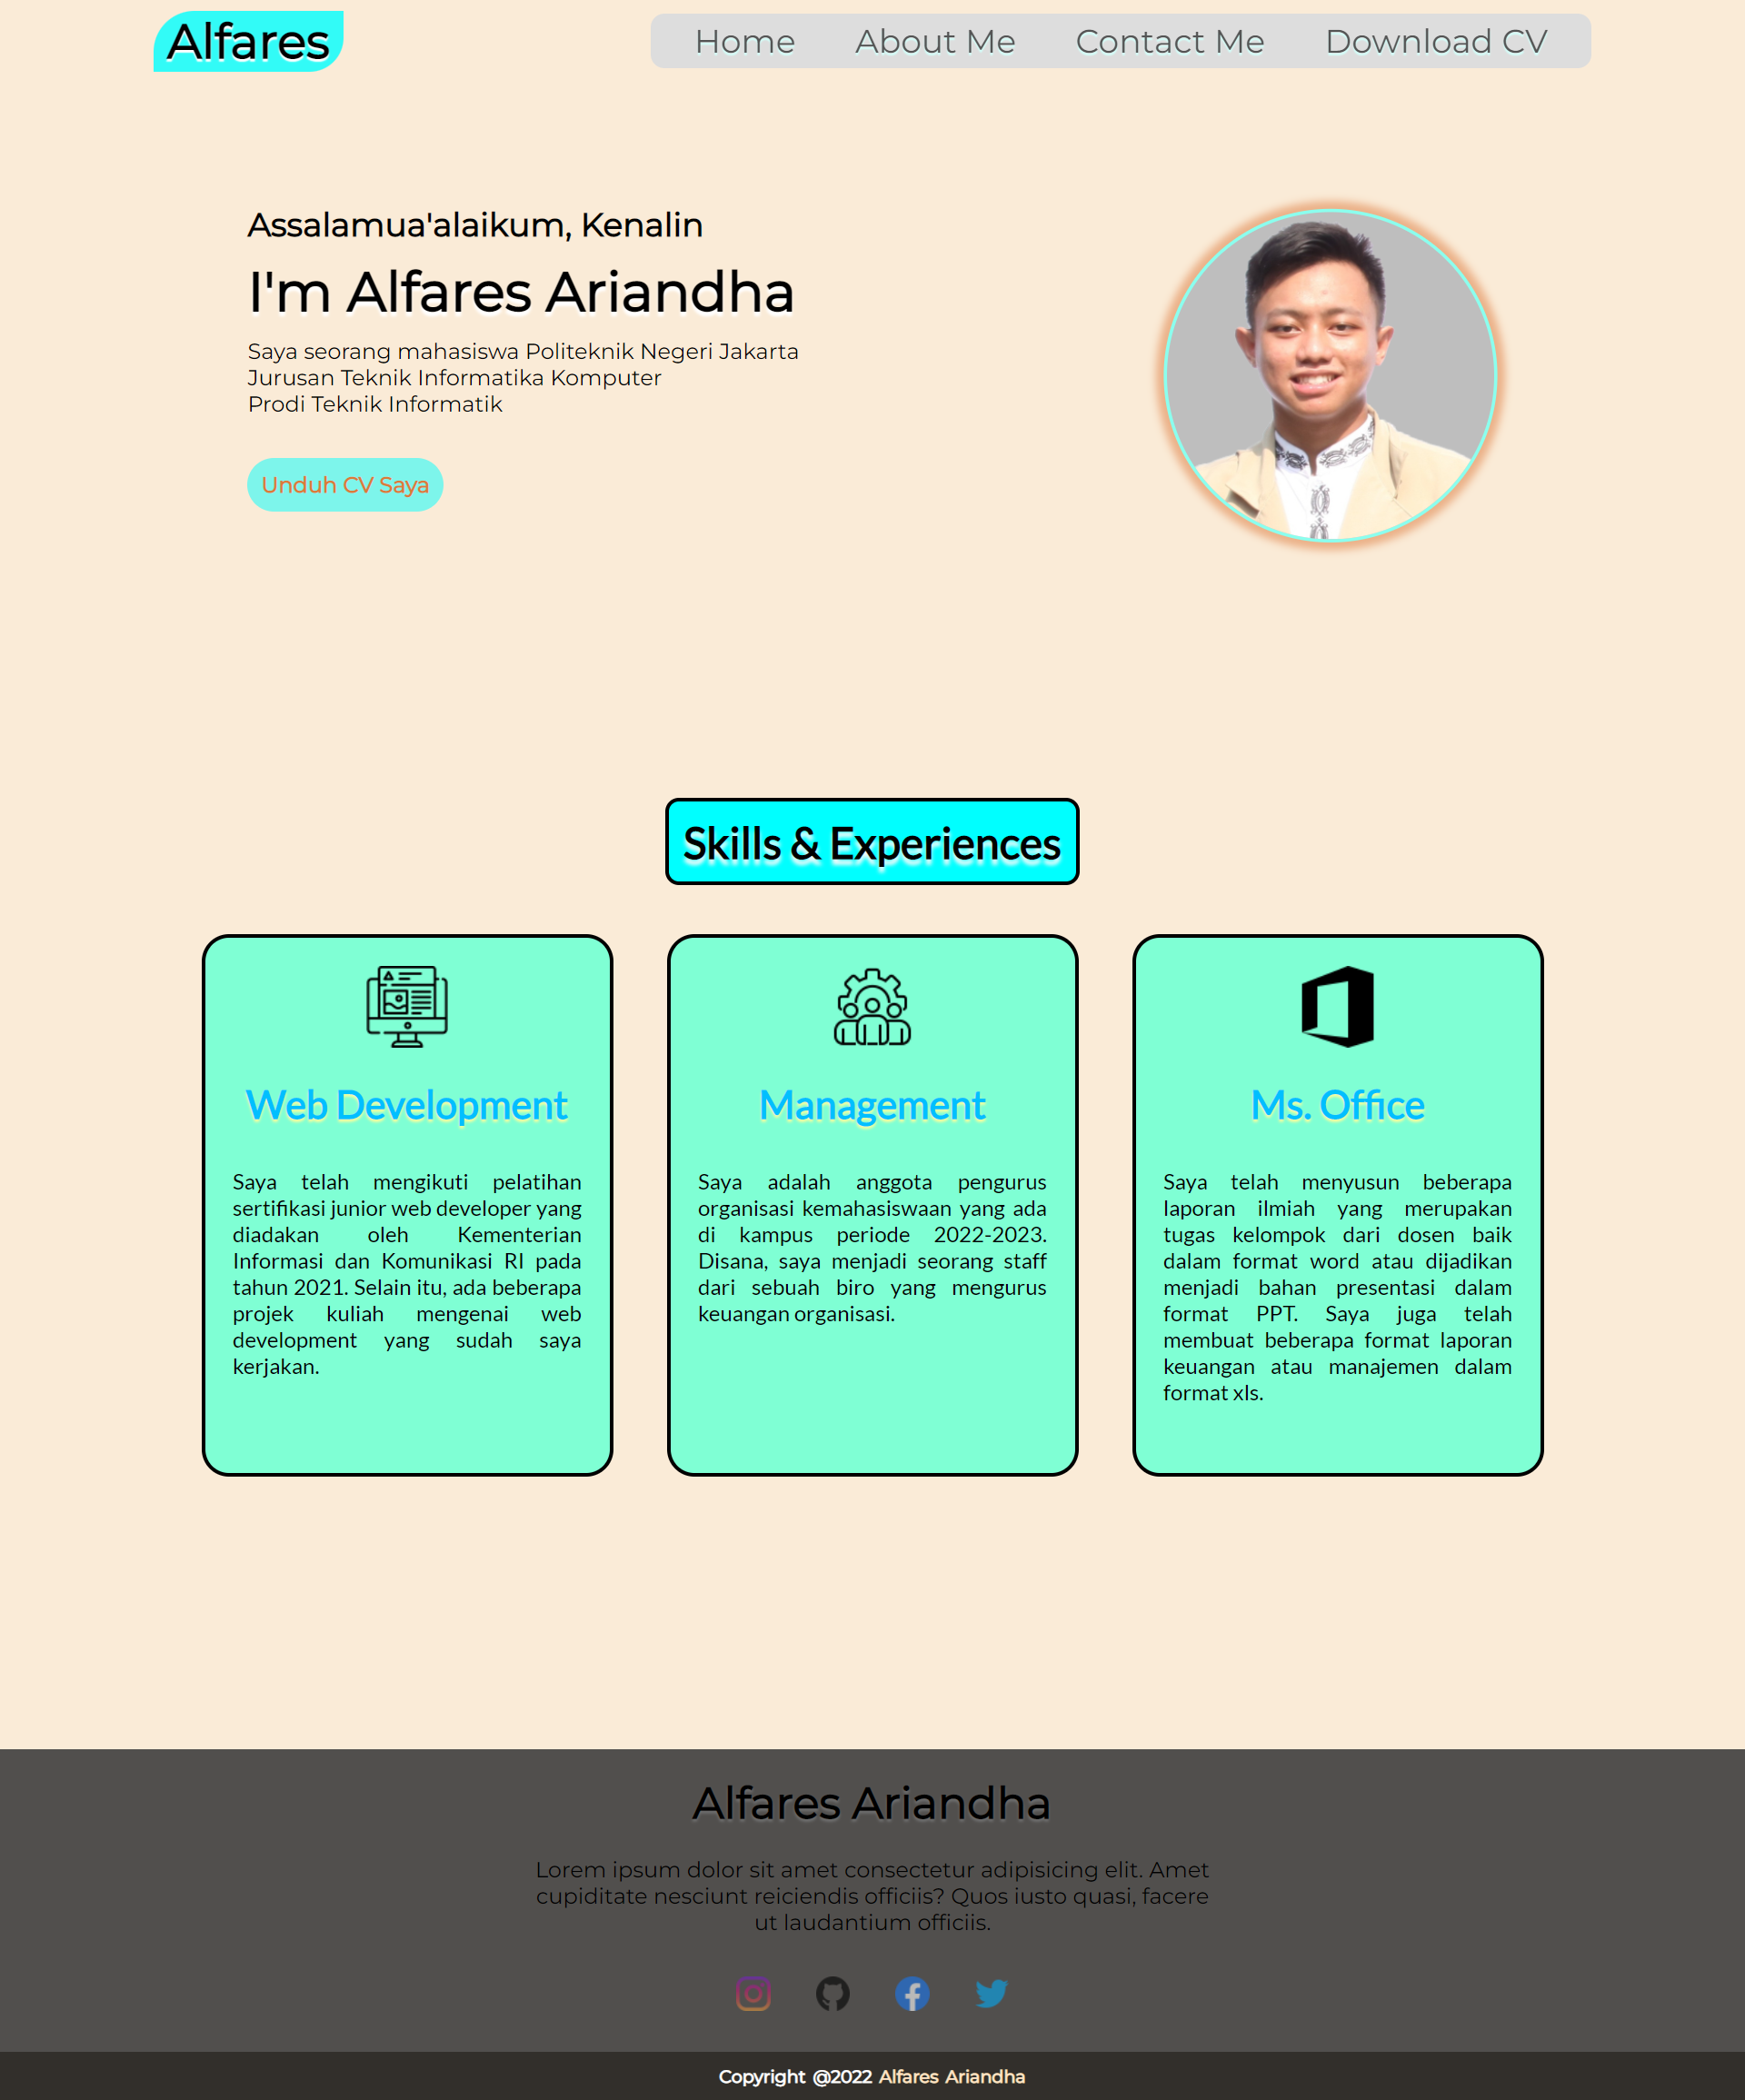 Alfares
Home About Me Contact Me Download CV
Assalamua'alaikum, Kenalin
I'm Alfares Ariandha
Saya seorang mahasiswa Politeknik Negeri Jakarta
Jurusan Teknik Informatika Komputer
Prodi Teknik Informatik
Unduh CV Saya
Skills & Experiences
Web Development
Saya telah mengikuti pelatihan
sertifikasi junior web developer yang
diadakan oleh Kementerian
Informasi dan Komunikasi RI pada
tahun 2021. Selain itu, ada beberapa
projek kuliah mengenai web
development yang sudah saya
kerjakan.
Management
Saya adalah anggota pengurus
organisasi kemahasiswaan yang ada
di kampus periode 2022-2023.
Disana, saya menjadi seorang staff
dari sebuah biro yang mengurus
keuangan organisasi.
Ms. Office
Saya telah menyusun beberapa
laporan ilmiah yang merupakan
tugas kelompok dari dosen baik
dalam format word atau dijadikan
menjadi bahan presentasi dalam
format PPT. Saya juga telah
membuat beberapa format laporan
keuangan atau manajemen dalam
format xls.
Alfares Ariandha
Lorem ipsum dolor sit amet consectetur adipisicing elit. Amet
cupiditate nesciunt reiciendis officiis? Quos iusto quasi, facere
ut laudantium officiis.
Copyright @2022 Alfares Ariandha